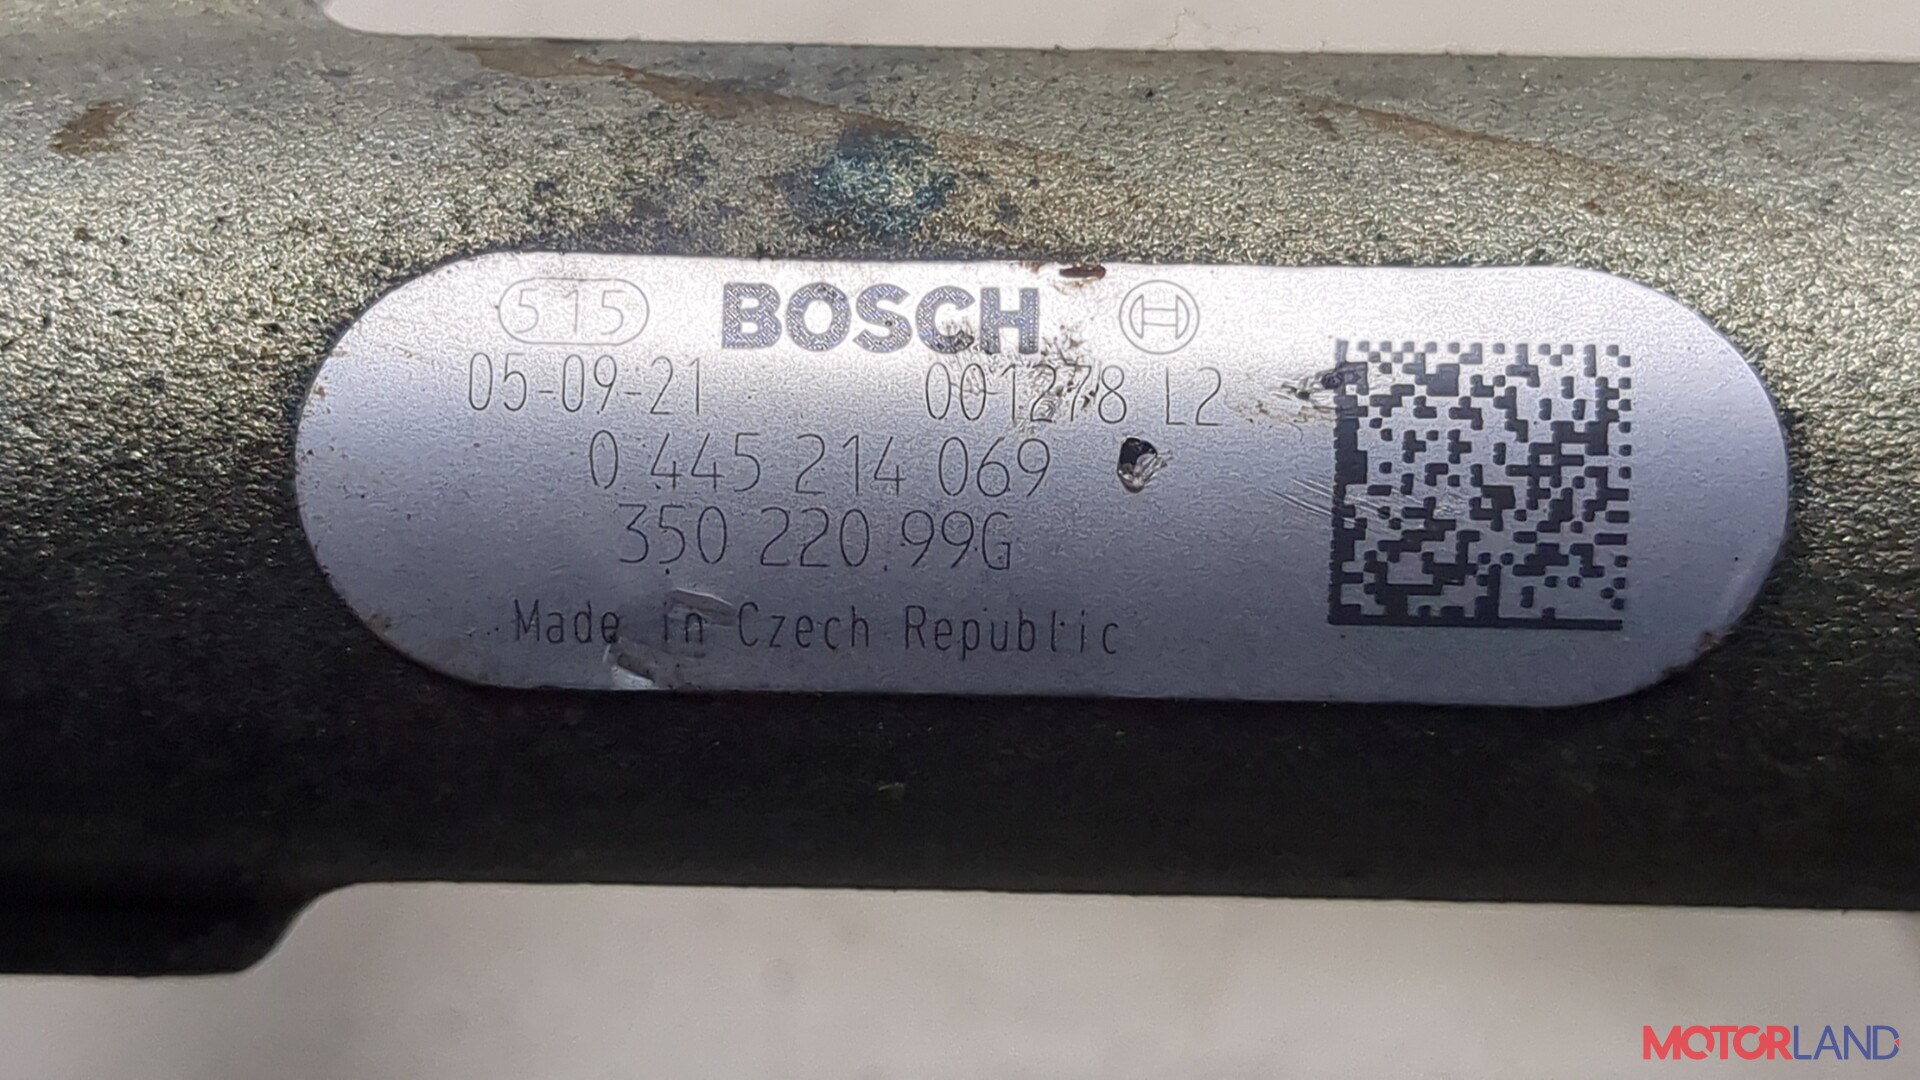 515 BOSCH
05-09-21 001278 L2
0 445 214 069
350 220 99G
Made in Czech Republic
MOTORLAND